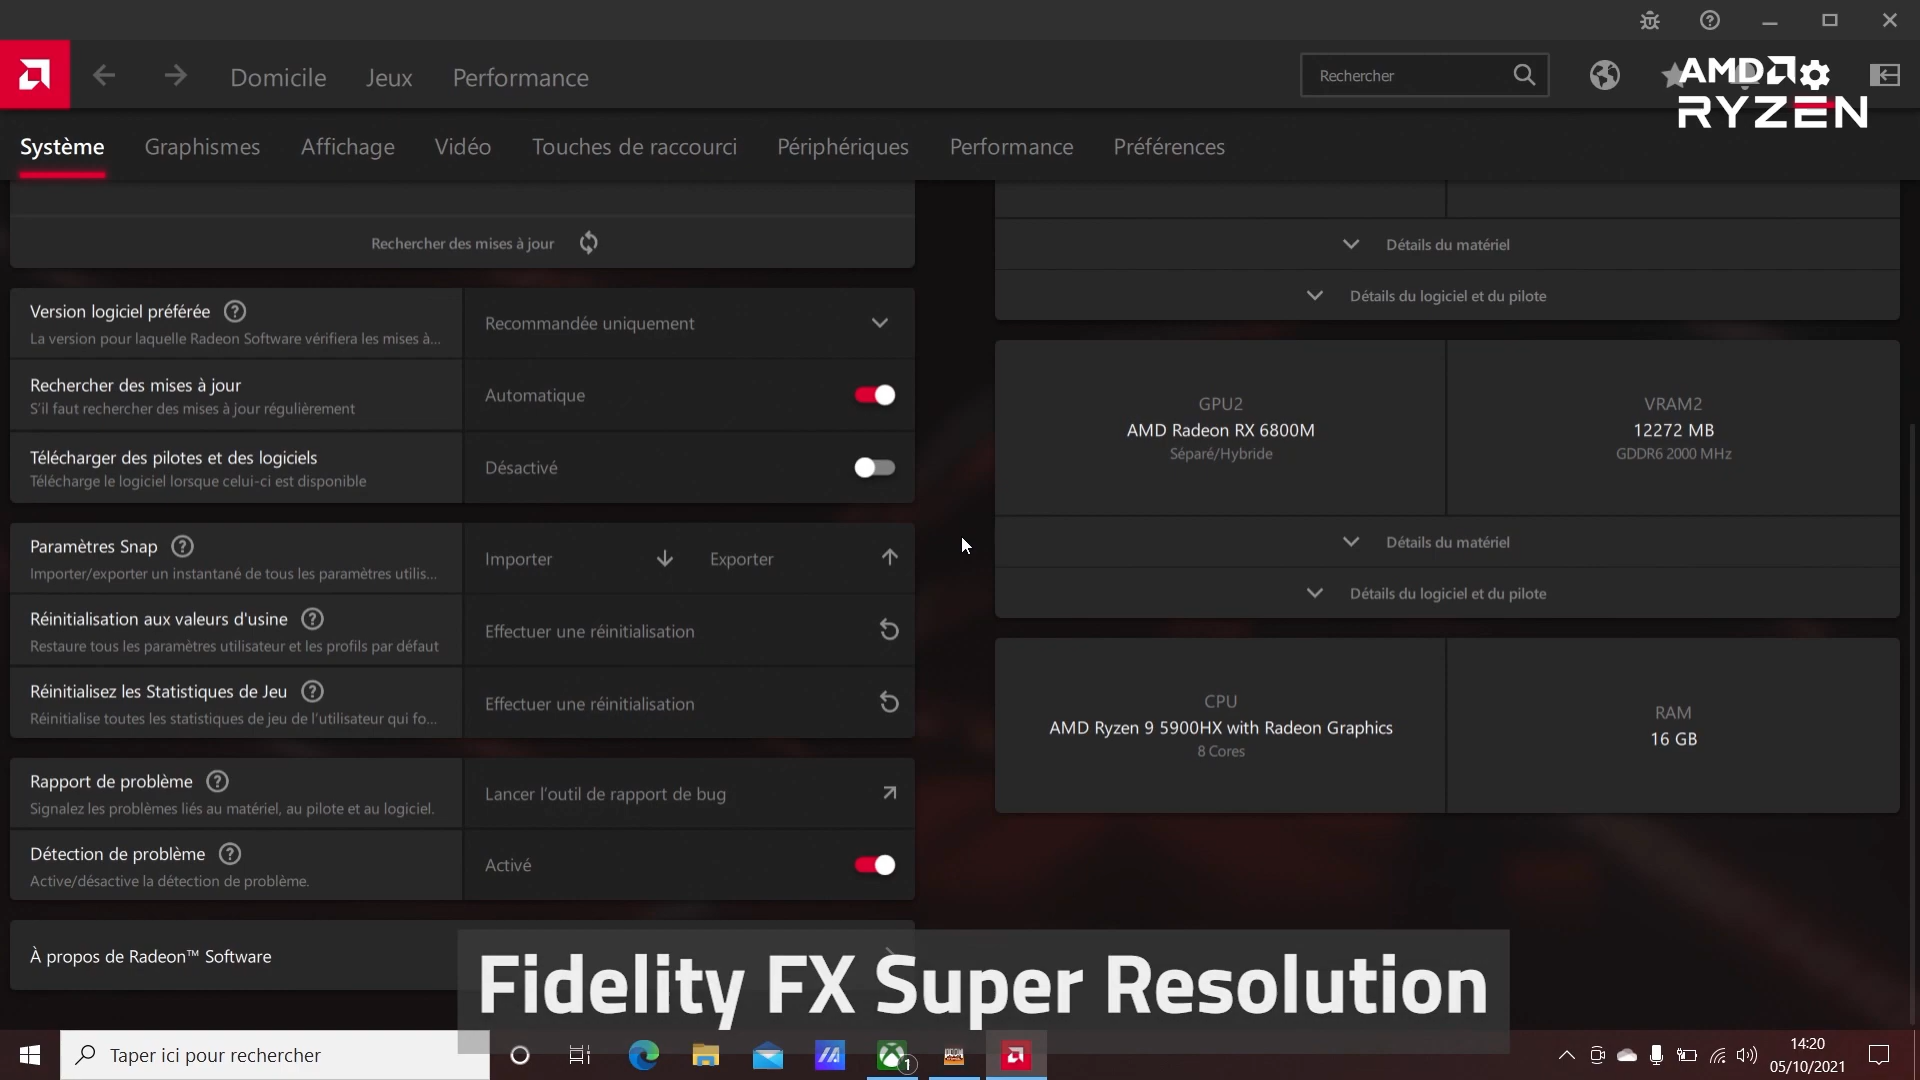 AMD
RYZEN
Domicile
Jeux
Performance
Rechercher
Système
Graphismes
Affichage
Vidéo
Touches de raccourci
Périphériques
Performance
Préférences
Rechercher des mises à jour
Version logiciel préférée
La version pour laquelle Radeon Software vérifiera les mises à...
Recommandée uniquement
Rechercher des mises à jour
S'il faut rechercher des mises à jour régulièrement
Automatique
Télécharger des pilotes et des logiciels
Télécharge le logiciel lorsque celui-ci est disponible
Désactivé
Paramètres Snap
Importer/exporter un instantané de tous les paramètres utilis...
Importer
Exporter
Réinitialisation aux valeurs d'usine
Restaure tous les paramètres utilisateur et les profils par défaut
Effectuer une réinitialisation
Réinitialisez les Statistiques de Jeu
Réinitialise toutes les statistiques de jeu de l'utilisateur qui fo...
Effectuer une réinitialisation
Rapport de problème
Signalez les problèmes liés au matériel, au pilote et au logiciel.
Lancer l'outil de rapport de bug
Détection de problème
Active/désactive la détection de problème.
Activé
À propos de Radeon™ Software
Détails du matériel
Détails du logiciel et du pilote
GPU2
AMD Radeon RX 6800M
Séparé/Hybride
VRAM2
12272 MB
GDDR6 2000 MHz
Détails du matériel
Détails du logiciel et du pilote
CPU
AMD Ryzen 9 5900HX with Radeon Graphics
8 Cores
RAM
16 GB
Fidelity FX Super Resolution
Taper ici pour rechercher
1
14:20
05/10/2021